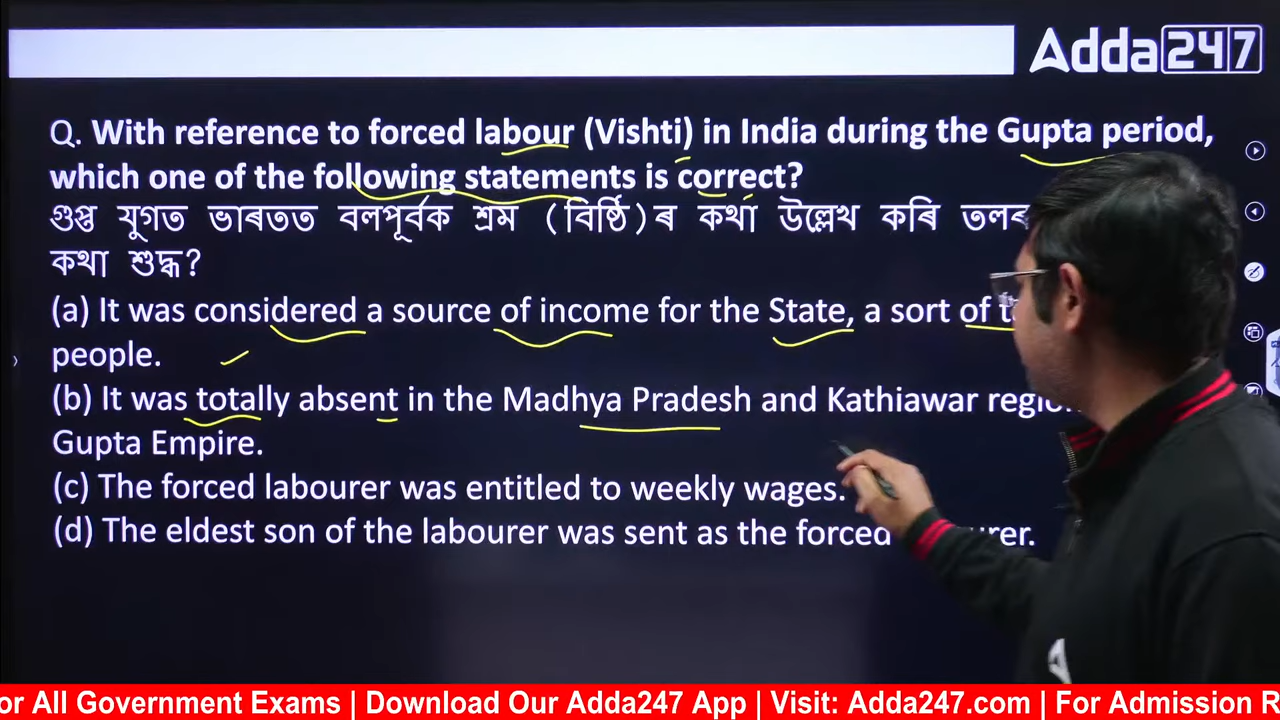 Adda247
Q. With reference to forced labour (Vishti) in India during the Gupta period,
which one of the following statements is correct?
গুপ্ত যুগত ভাৰতত বলপূৰ্বক শ্ৰম (বিষ্ঠি)ৰ কথা উল্লেখ কৰি
কথা শুদ্ধ?
(a) It was considered a source of income for the State, a sort of
people.
(b) It was totally absent in the Madhya Pradesh and Kathiawar
Gupta Empire.
(c) The forced labourer was entitled to weekly wages.
(d) The eldest son of the labourer was sent as the forced
or All Government Exams | Download Our Adda247 App | Visit: Adda247.com | For Admission R